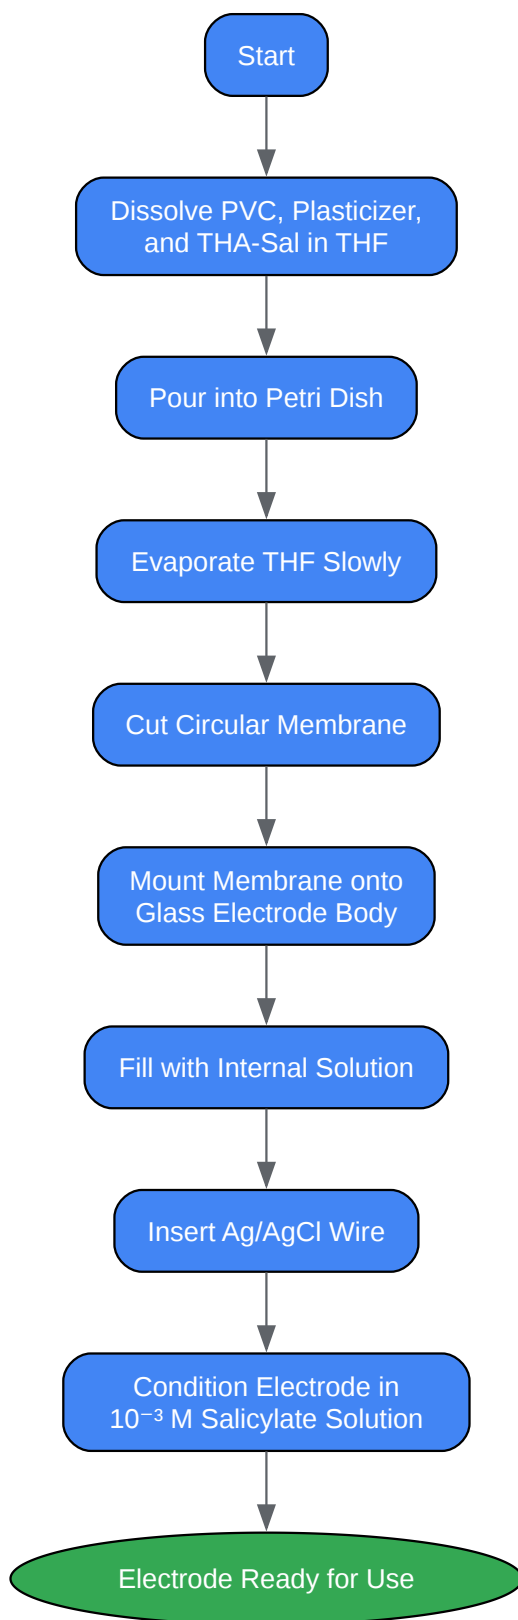 Start
Dissolve PVC, Plasticizer,
and THA-Sal in THF
Pour into Petri Dish
Evaporate THF Slowly
Cut Circular Membrane
Mount Membrane onto
Glass Electrode Body
Fill with Internal Solution
Insert Ag/AgCl Wire
Condition Electrode in
10⁻³ M Salicylate Solution
Electrode Ready for Use